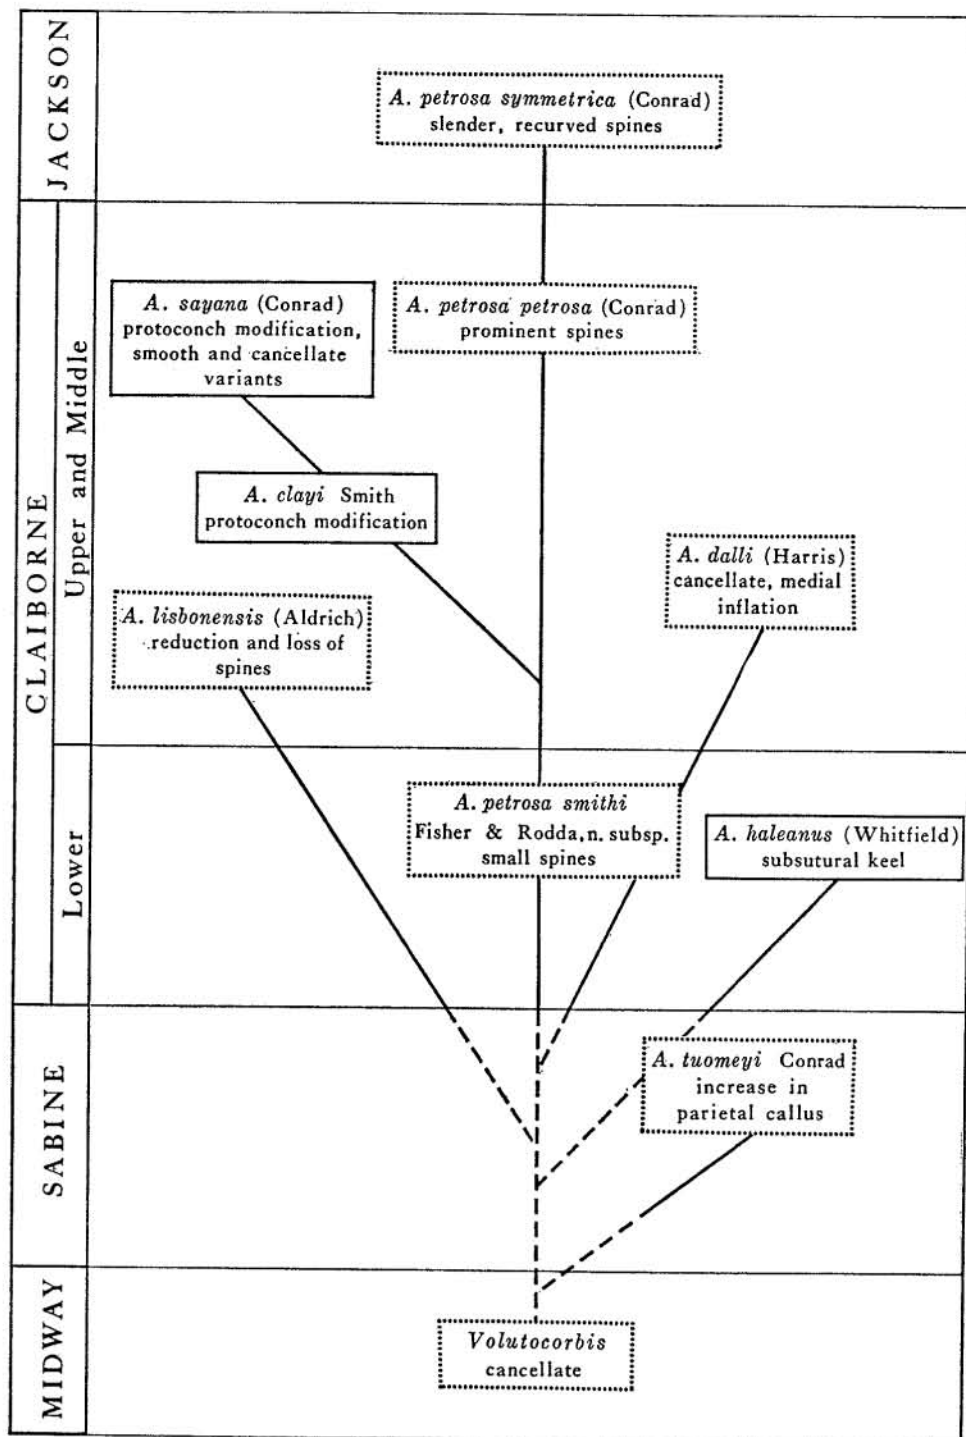 JACKSON
A. petrosa symmetrica (Conrad)
slender, recurved spines
CLAIBORNE
Upper and Middle
A. sayana (Conrad)
protoconch modification,
smooth and cancellate
variants
A. petrosa petrosa (Conrad)
prominent spines
A. clayi Smith
protoconch modification
A. dalli (Harris)
cancellate, medial
inflation
A. lisbonensis (Aldrich)
reduction and loss of
spines
Lower
A. petrosa smithi
Fisher & Rodda, n. subsp.
small spines
A. haleanus (Whitfield)
subsutural keel
SABINE
A. tuomeyi Conrad
increase in
parietal callus
MIDWAY
Volutocorbis
cancellate